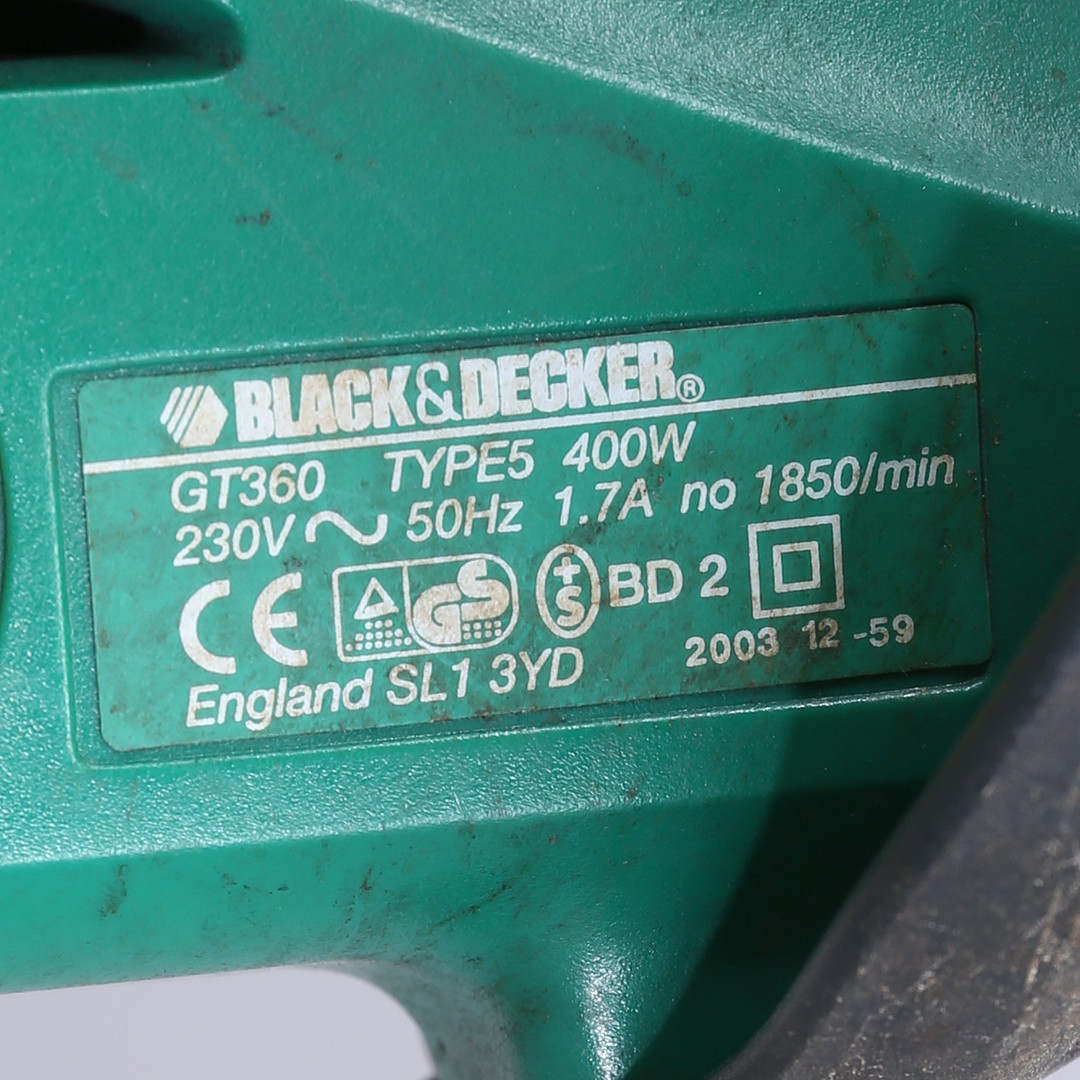 BLACK&DECKER®
GT360 TYPE5 400W
230V ~ 50Hz 1.7A no 1850/min
CE GS +S BD 2
England SL1 3YD 2003 12 -59